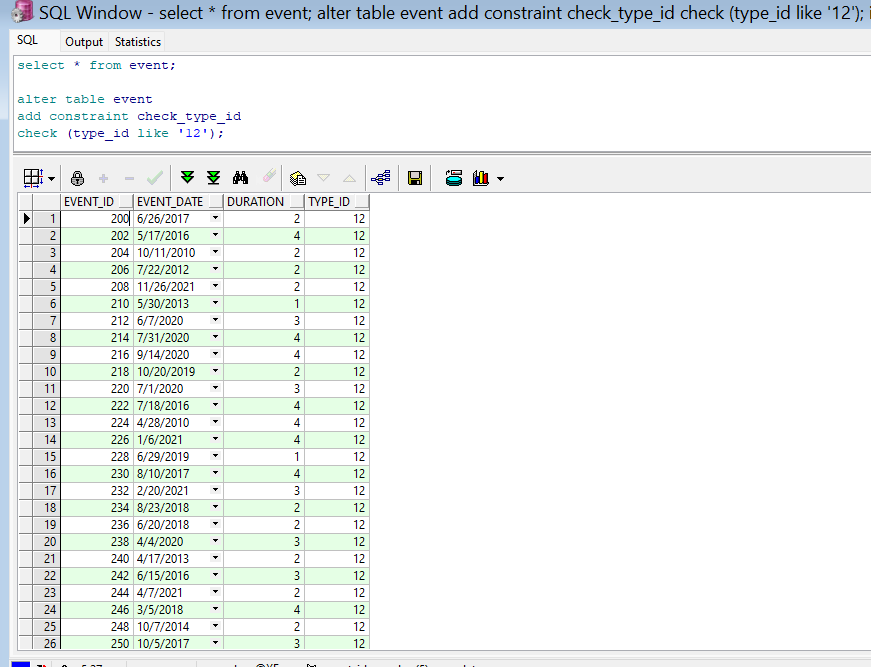 SQL Window - select * from event; alter table event add constraint check_type_id check (type_id like '12');
SQL Output Statistics
select * from event;
alter table event
add constraint check_type_id
check (type_id like '12');
EVENT_ID EVENT_DATE DURATION TYPE_ID
1 200 6/26/2017 2 12
2 202 5/17/2016 4 12
3 204 10/11/2010 2 12
4 206 7/22/2012 2 12
5 208 11/26/2021 2 12
6 210 5/30/2013 1 12
7 212 6/7/2020 3 12
8 214 7/31/2020 4 12
9 216 9/14/2020 4 12
10 218 10/20/2019 2 12
11 220 7/1/2020 3 12
12 222 7/18/2016 4 12
13 224 4/28/2010 4 12
14 226 1/6/2021 4 12
15 228 6/29/2019 1 12
16 230 8/10/2017 4 12
17 232 2/20/2021 3 12
18 234 8/23/2018 2 12
19 236 6/20/2018 2 12
20 238 4/4/2020 3 12
21 240 4/17/2013 2 12
22 242 6/15/2016 3 12
23 244 4/7/2021 2 12
24 246 3/5/2018 4 12
25 248 10/7/2014 2 12
26 250 10/5/2017 3 12